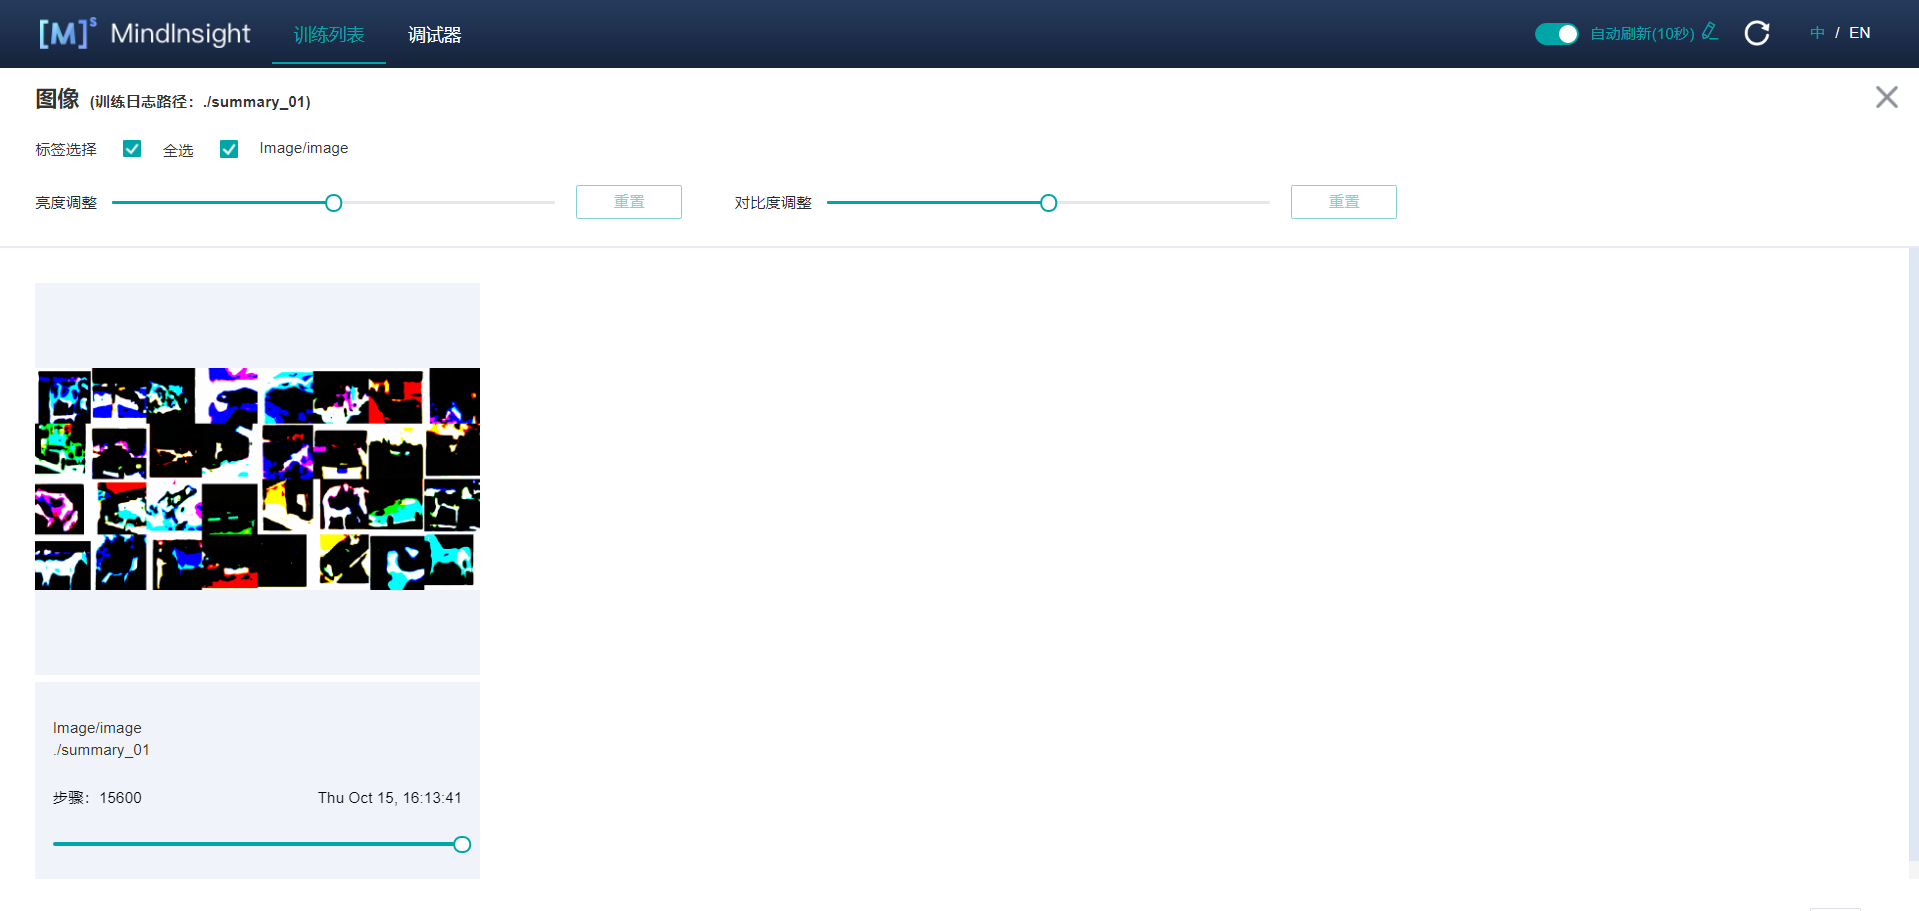 [M]s MindInsight 训练列表 调试器 自动刷新(10秒) 中 / EN
图像 (训练日志路径：./summary_01)
标签选择 全选 Image/image
亮度调整 重置 对比度调整 重置
Image/image
./summary_01
步骤：15600 Thu Oct 15, 16:13:41